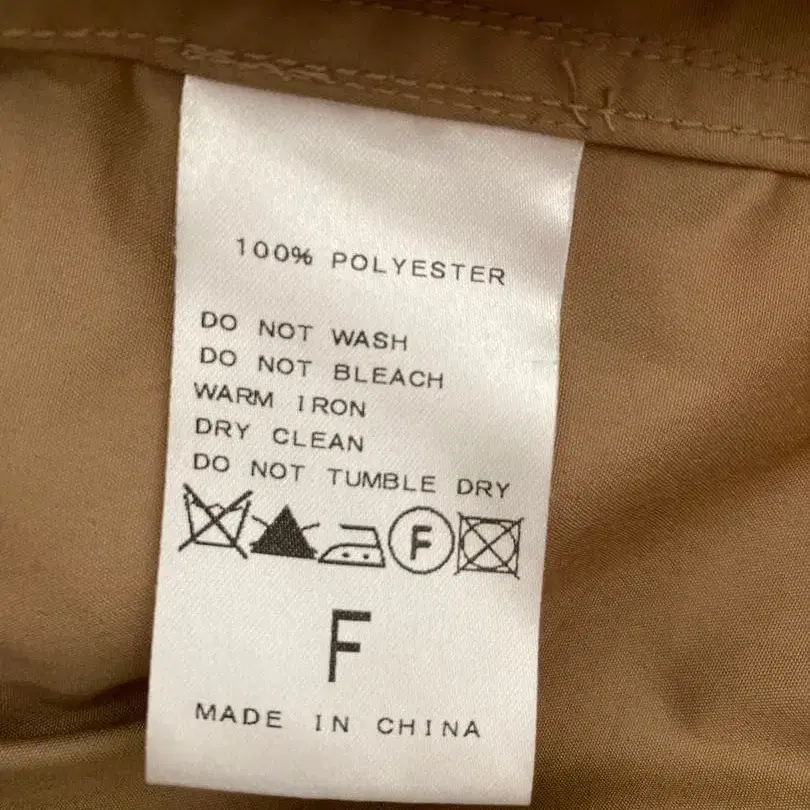 100% POLYESTER
DO NOT WASH
DO NOT BLEACH
WARM IRON
DRY CLEAN
DO NOT TUMBLE DRY
F
F
MADE IN CHINA